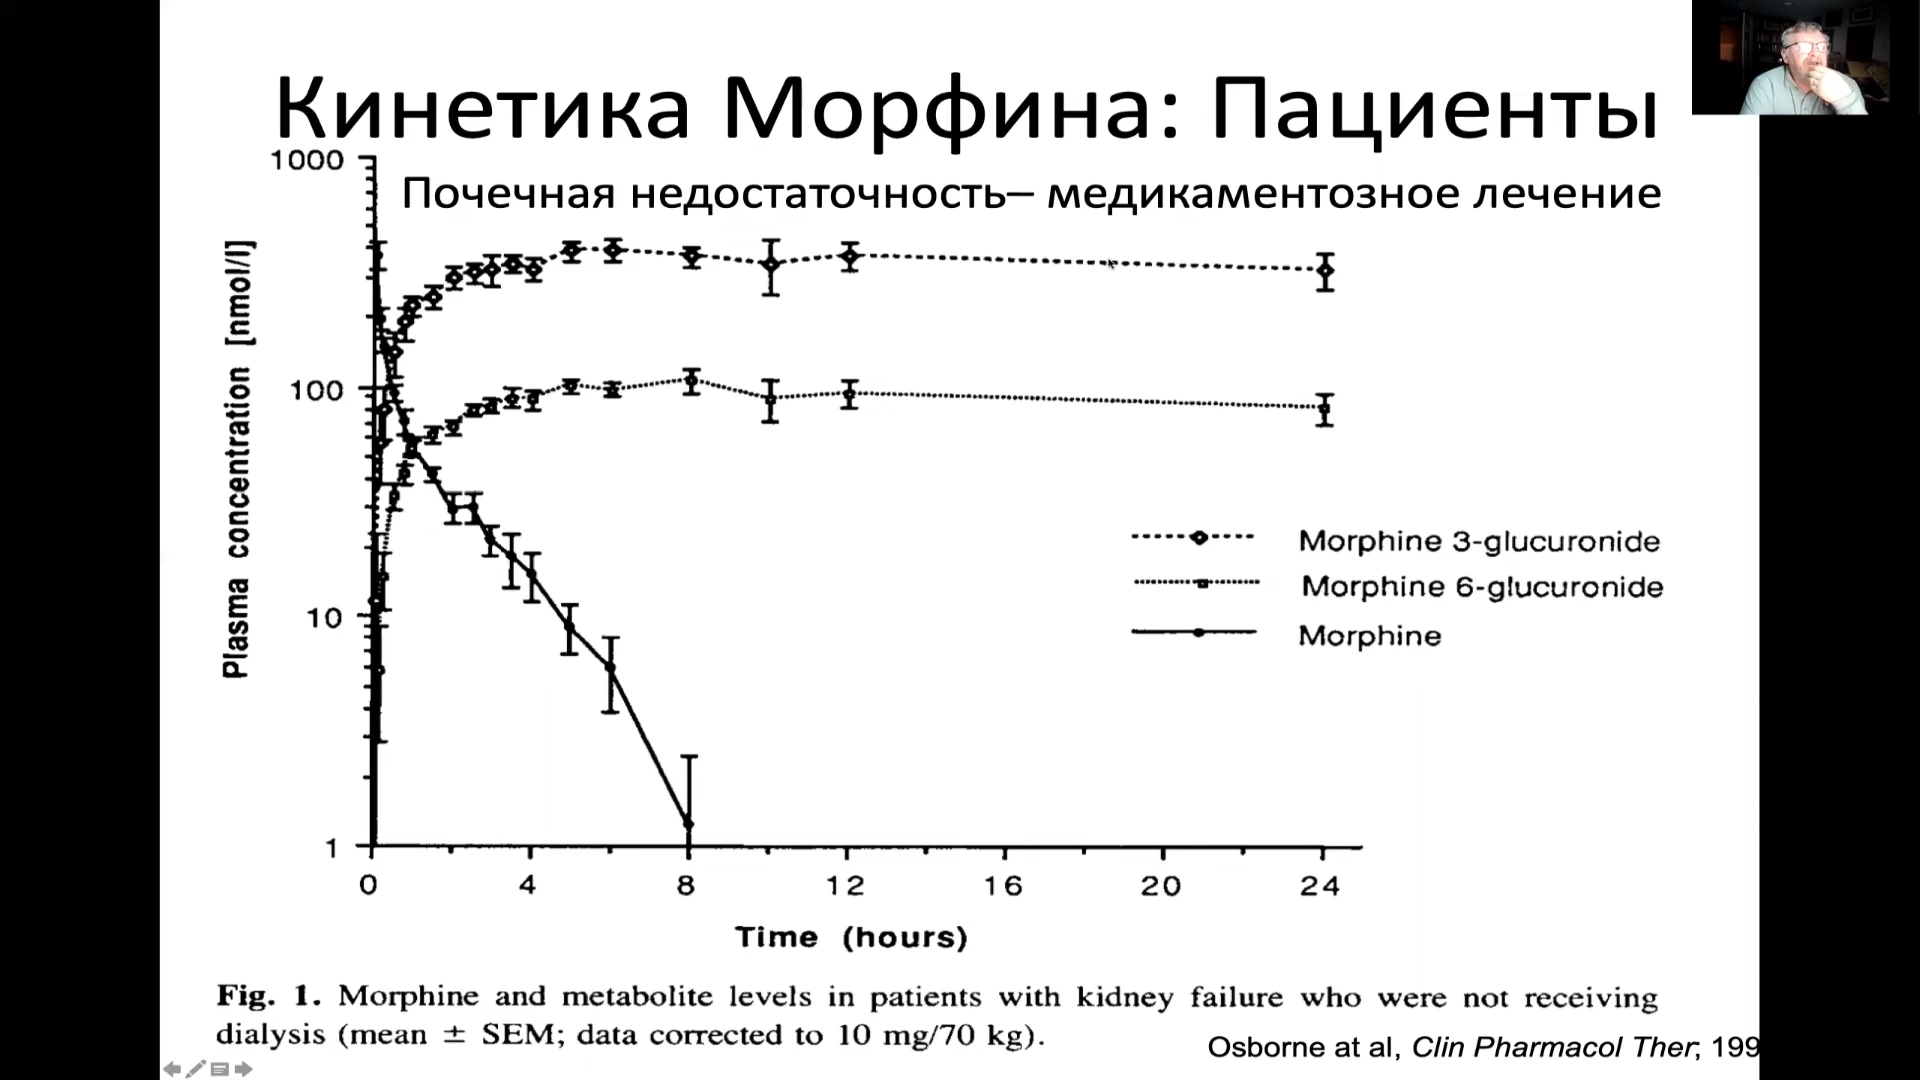 Кинетика Морфина: Пациенты
Почечная недостаточность– медикаментозное лечение
Plasma concentration [nmol/l]
1000
100
10
1
0 4 8 12 16 20 24
Time (hours)
Morphine 3-glucuronide
Morphine 6-glucuronide
Morphine
Fig. 1. Morphine and metabolite levels in patients with kidney failure who were not receiving
dialysis (mean ± SEM; data corrected to 10 mg/70 kg).
Osborne at al, Clin Pharmacol Ther; 199